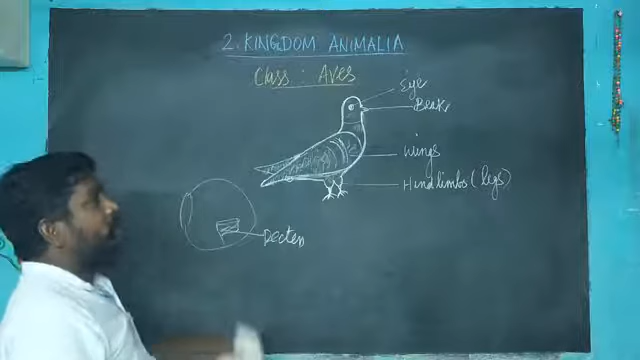 2. KINGDOM ANIMALIA
Class : Aves
Eye
Beak
Wings
Hind limbs (legs)
Pecten